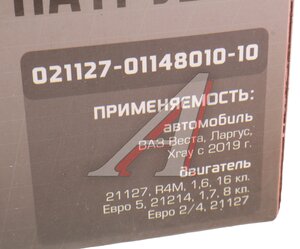 021127-01148010-10
ПРИМЕНЯЕМОСТЬ:
автомобиль
ВАЗ Веста, Ларгус,
Xray с 2019 г.
двигатель
21127, R4M, 1,6, 16 кл.
Евро 5, 21214, 1,7, 8 кл.
Евро 2/4, 21127